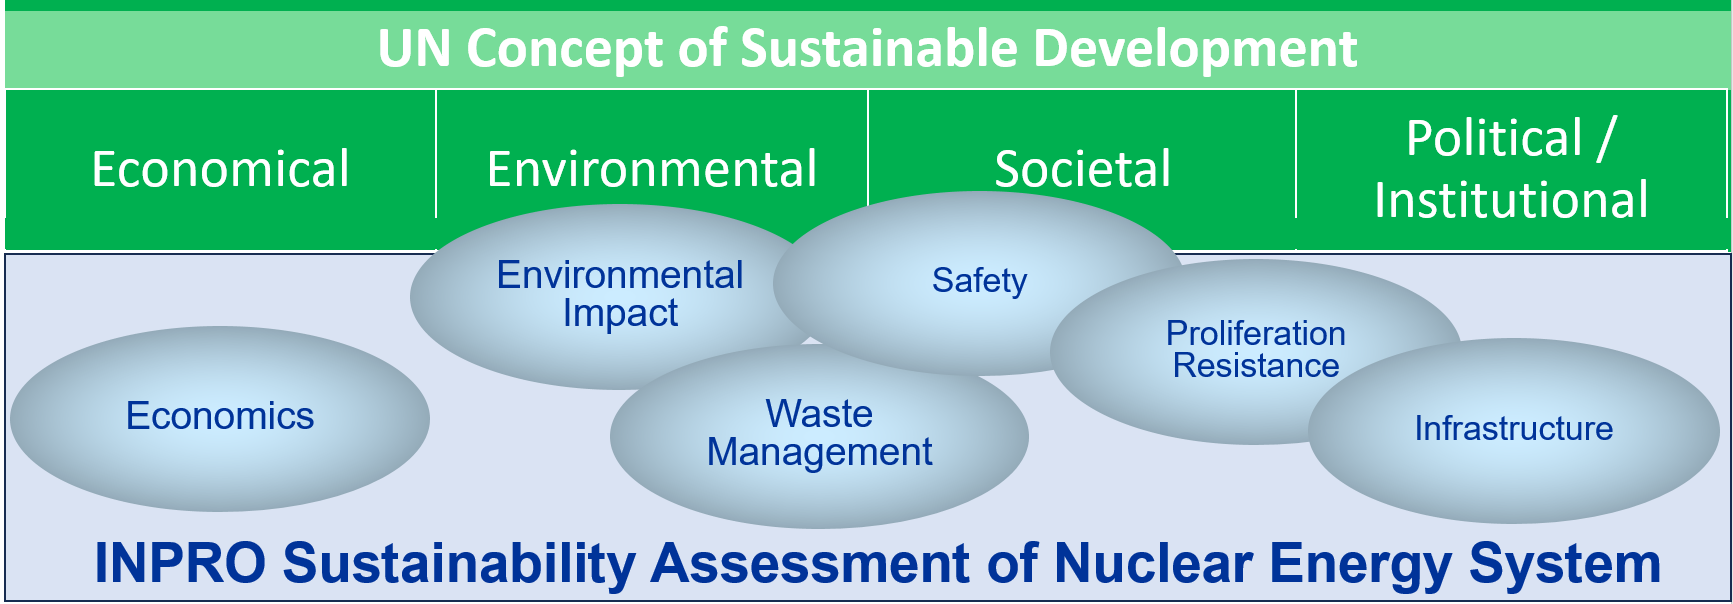 UN Concept of Sustainable Development
Economical
Environmental
Societal
Political /
Institutional
Environmental
Impact
Safety
Proliferation
Resistance
Economics
Waste
Management
Infrastructure
INPRO Sustainability Assessment of Nuclear Energy System